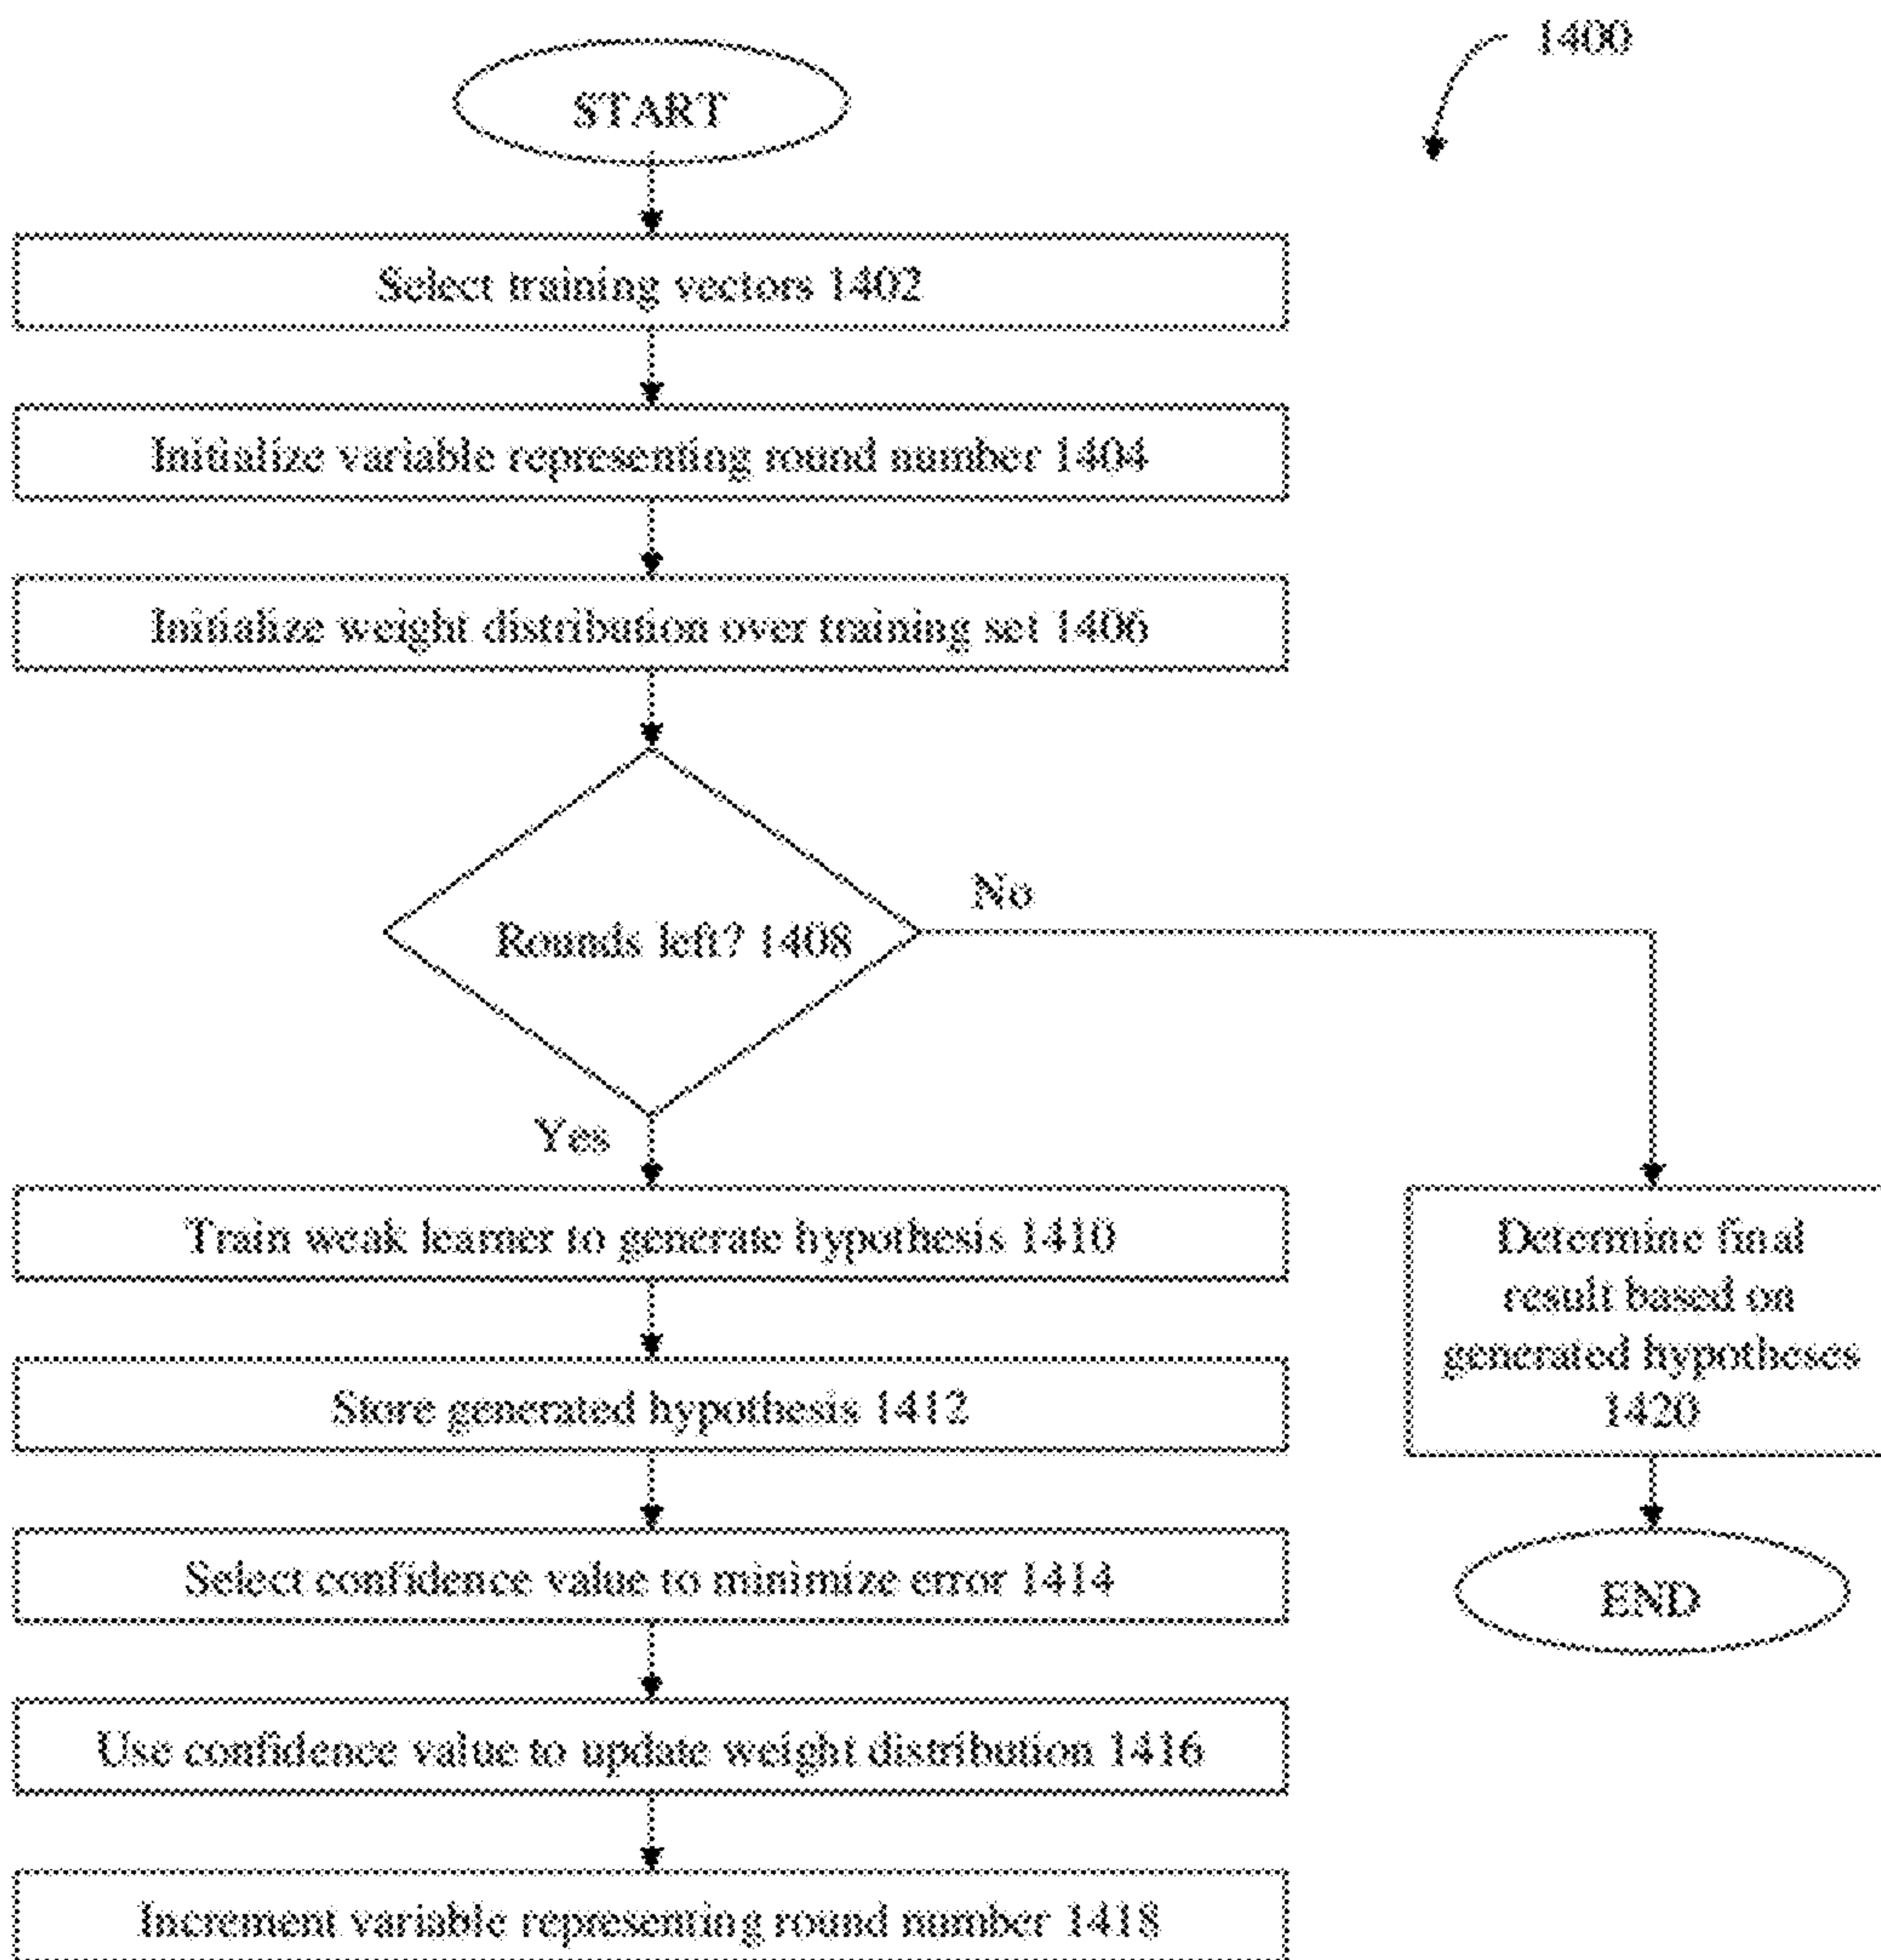 1400
START
Select training vectors 1402
Initialize variable representing round number 1404
Initialize weight distribution over training set 1406
Rounds left? 1408
No
Yes
Train weak learner to generate hypothesis 1410
Store generated hypothesis 1412
Select confidence value to minimize error 1414
Use confidence value to update weight distribution 1416
Increment variable representing round number 1418
Determine final
result based on
generated hypotheses
1420
END